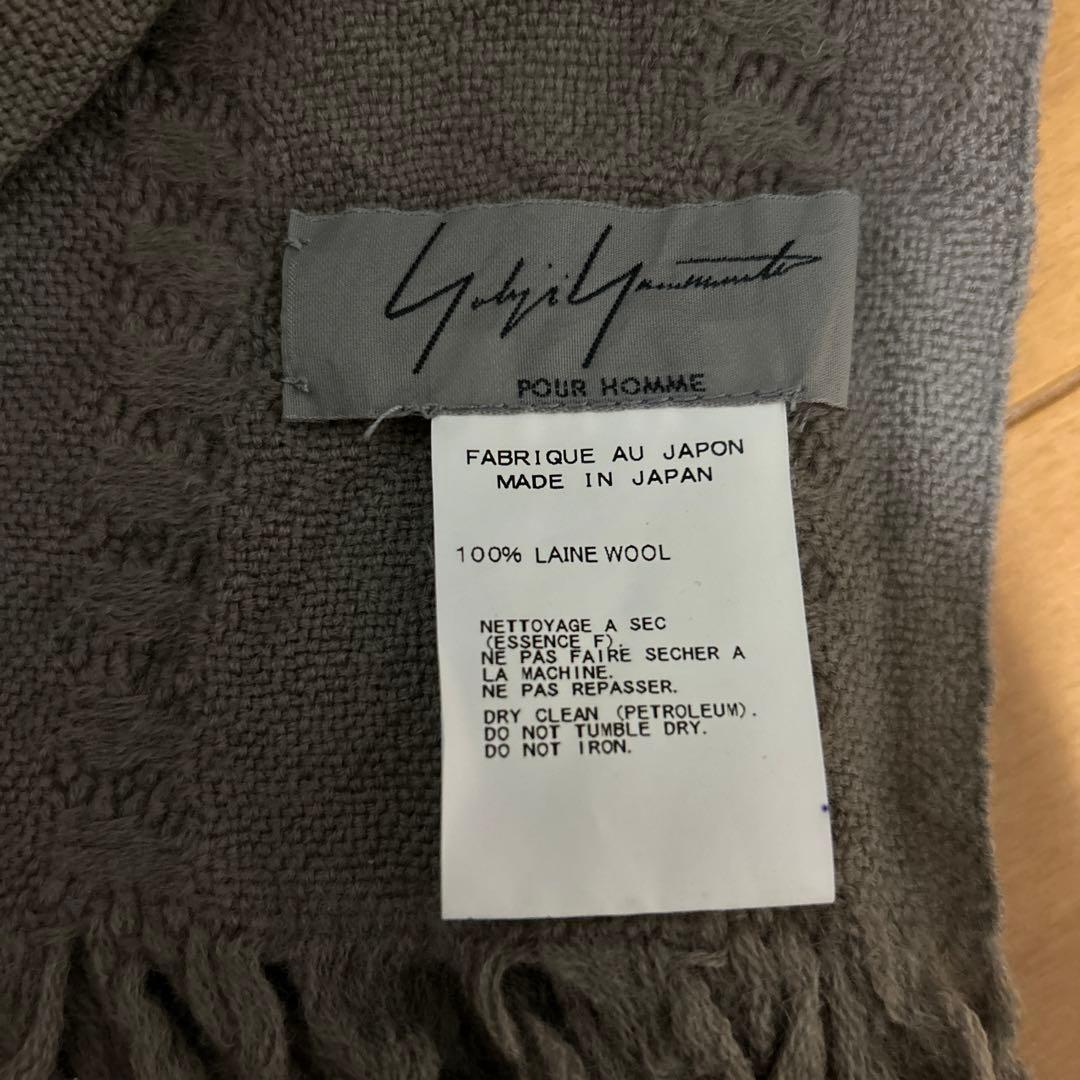 Yohji Yamamoto
POUR HOMME
FABRIQUE AU JAPON
MADE IN JAPAN
100% LAINE WOOL
NETTOYAGE A SEC
(ESSENCE F).
NE PAS FAIRE SECHER A
LA MACHINE.
NE PAS REPASSER.
DRY CLEAN (PETROLEUM).
DO NOT TUMBLE DRY.
DO NOT IRON.